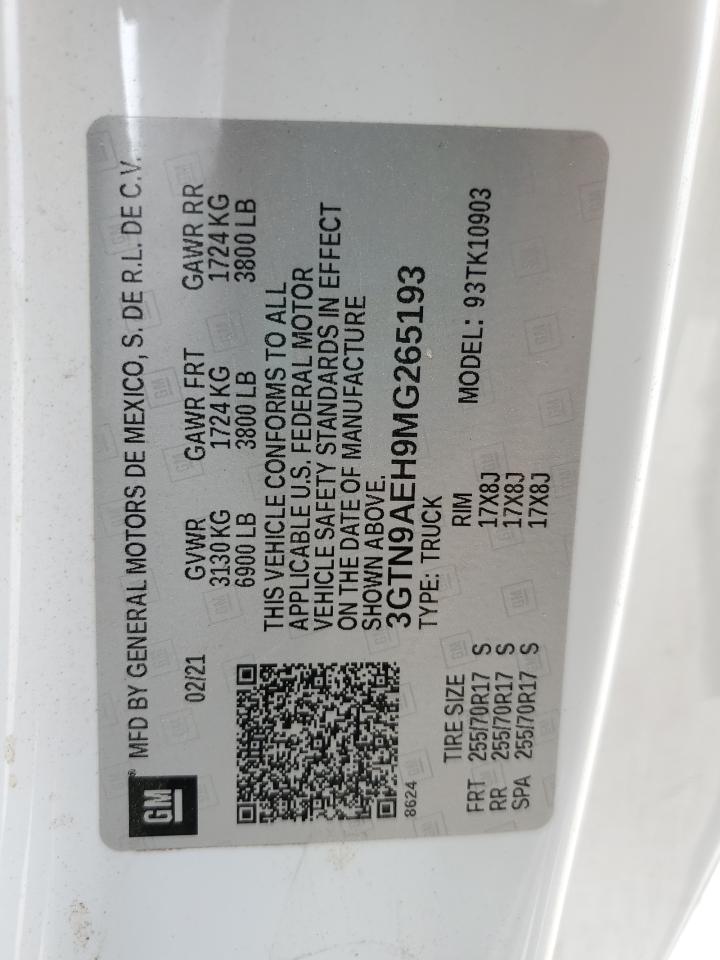 GM
MFD BY GENERAL MOTORS DE MEXICO, S. DE R.L. DE C.V.
02/21 GVWR GAWR FRT GAWR RR
3130 KG 1724 KG 1724 KG
6900 LB 3800 LB 3800 LB
THIS VEHICLE CONFORMS TO ALL
APPLICABLE U.S. FEDERAL MOTOR
VEHICLE SAFETY STANDARDS IN EFFECT
ON THE DATE OF MANUFACTURE
SHOWN ABOVE.
3GTN9AEH9MG265193
8624
TYPE: TRUCK
TIRE SIZE RIM MODEL: 93TK10903
FRT 255/70R17 S 17X8J
RR 255/70R17 S 17X8J
SPA 255/70R17 S 17X8J